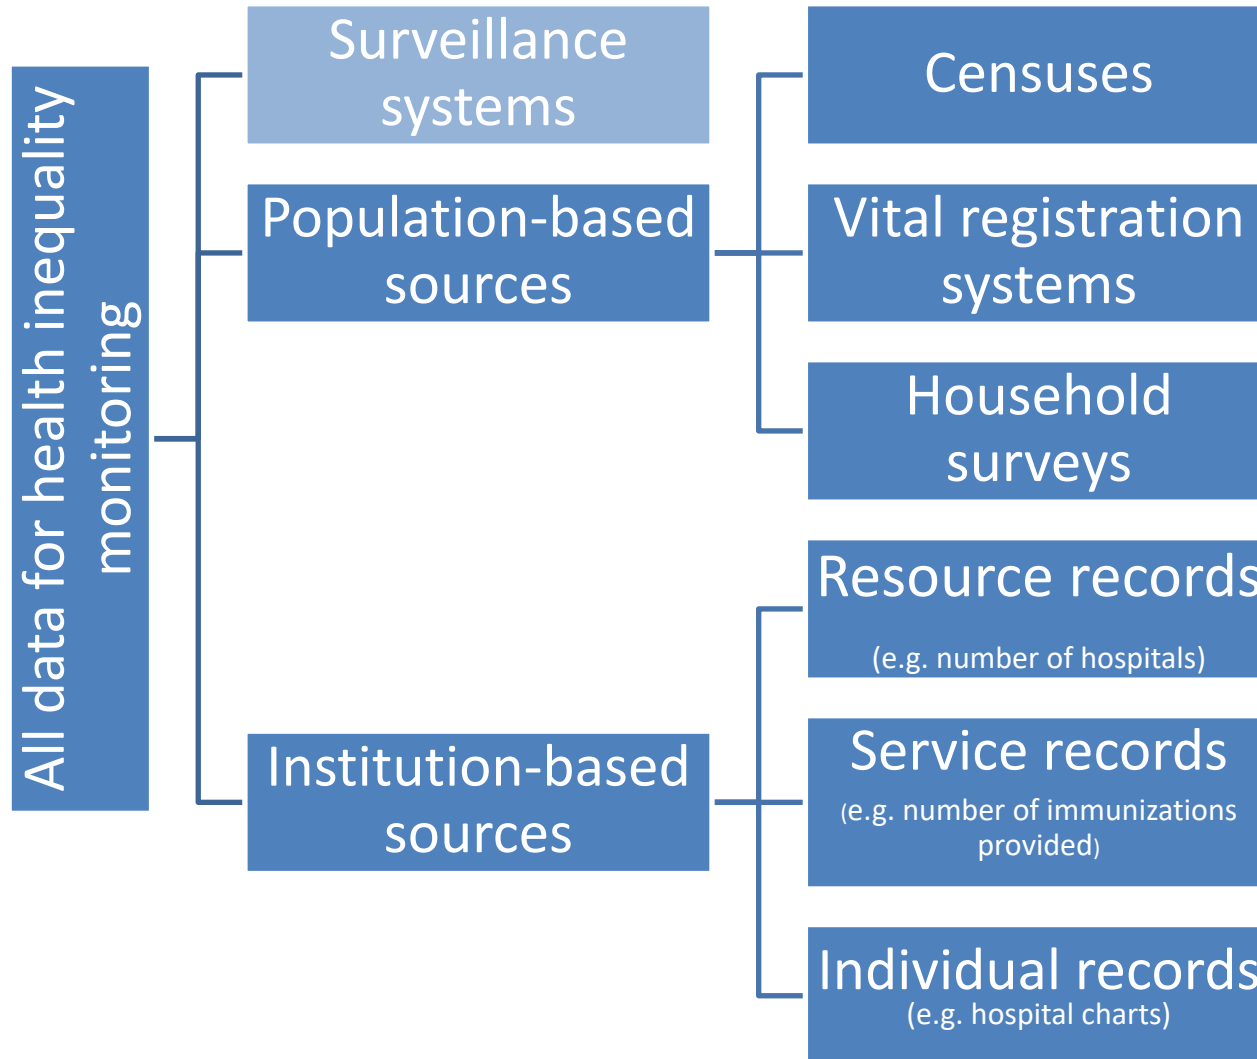 All data for health inequality
monitoring
Surveillance
systems
Population-based
sources
Institution-based
sources
Censuses
Vital registration
systems
Household
surveys
Resource records
(e.g. number of hospitals)
Service records
(e.g. number of immunizations
provided)
Individual records
(e.g. hospital charts)